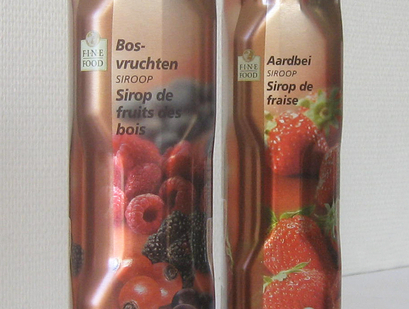 FINE
FOOD
Bos-
vruchten
SIROOP
Sirop de
fruits des
bois
FINE
FOOD
Aardbei
SIROOP
Sirop de
fraise